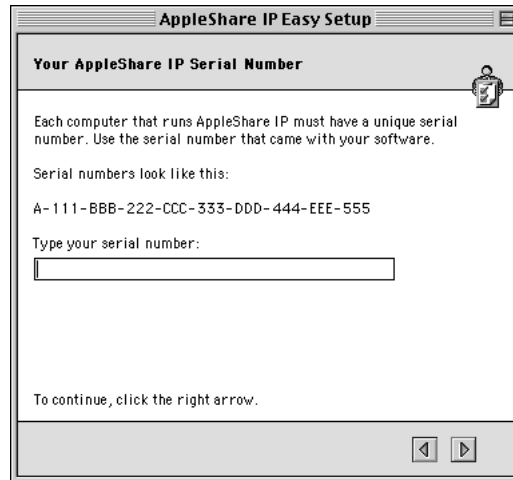 AppleShare IP Easy Setup
Your AppleShare IP Serial Number
Each computer that runs AppleShare IP must have a unique serial
number. Use the serial number that came with your software.
Serial numbers look like this:
A-111-BBB-222-CCC-333-DDD-444-EEE-555
Type your serial number:
To continue, click the right arrow.